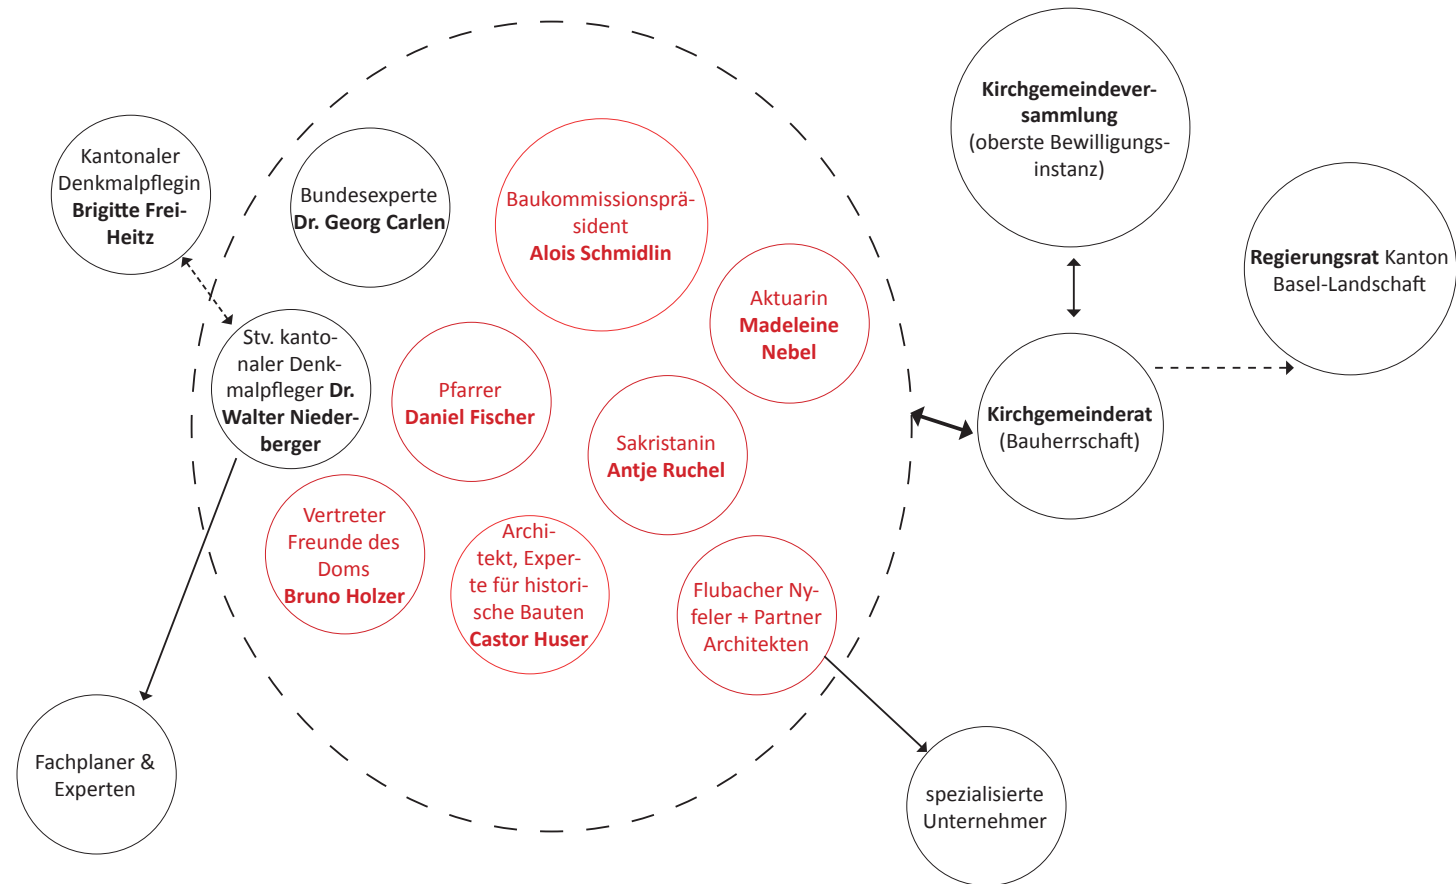 Kirchgemeindever-
sammlung
(oberste Bewilligungs-
instanz)
Kantonaler
Denkmalpflegin
Brigitte Frei-
Heitz
Bundesexperte
Dr. Georg Carlen
Baukommissionsprä-
sident
Alois Schmidlin
Regierungsrat Kanton
Basel-Landschaft
Aktuarin
Madeleine
Nebel
Stv. kanto-
naler Denk-
malpfleger Dr.
Walter Nieder-
berger
Pfarrer
Daniel Fischer
Kirchgemeinderat
(Bauherrschaft)
Sakristanin
Antje Ruchel
Vertreter
Freunde des
Doms
Bruno Holzer
Archi-
tekt, Exper-
te für histori-
sche Bauten
Castor Huser
Flubacher Ny-
feler + Partner
Architekten
Fachplaner &
Experten
spezialisierte
Unternehmer